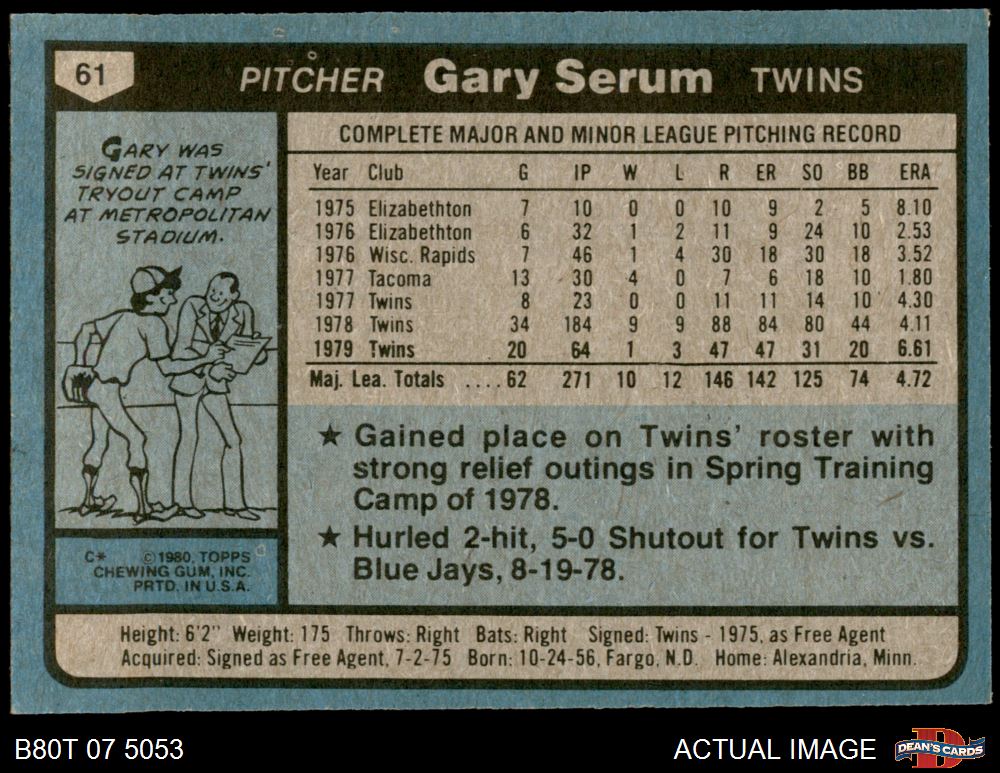 61 PITCHER Gary Serum TWINS
GARY WAS
SIGNED AT TWINS'
TRYOUT CAMP
AT METROPOLITAN
STADIUM.
C* ©1980, TOPPS
CHEWING GUM, INC.
PRTD. IN U.S.A.
COMPLETE MAJOR AND MINOR LEAGUE PITCHING RECORD
Year Club G IP W L R ER SO BB ERA
1975 Elizabethton 7 10 0 0 10 9 2 5 8.10
1976 Elizabethton 6 32 1 2 11 9 24 10 2.53
1976 Wisc. Rapids 7 46 1 4 30 18 30 18 3.52
1977 Tacoma 13 30 4 0 7 6 18 10 1.80
1977 Twins 8 23 0 0 11 11 14 10 4.30
1978 Twins 34 184 9 9 88 84 80 44 4.11
1979 Twins 20 64 1 3 47 47 31 20 6.61
Maj. Lea. Totals ....62 271 10 12 146 142 125 74 4.72
★ Gained place on Twins' roster with
strong relief outings in Spring Training
Camp of 1978.
★ Hurled 2-hit, 5-0 Shutout for Twins vs.
Blue Jays, 8-19-78.
Height: 6'2" Weight: 175 Throws: Right Bats: Right Signed: Twins - 1975, as Free Agent
Acquired: Signed as Free Agent, 7-2-75 Born: 10-24-56, Fargo, N.D. Home: Alexandria, Minn.
B80T 07 5053 ACTUAL IMAGE D DEAN'S CARDS